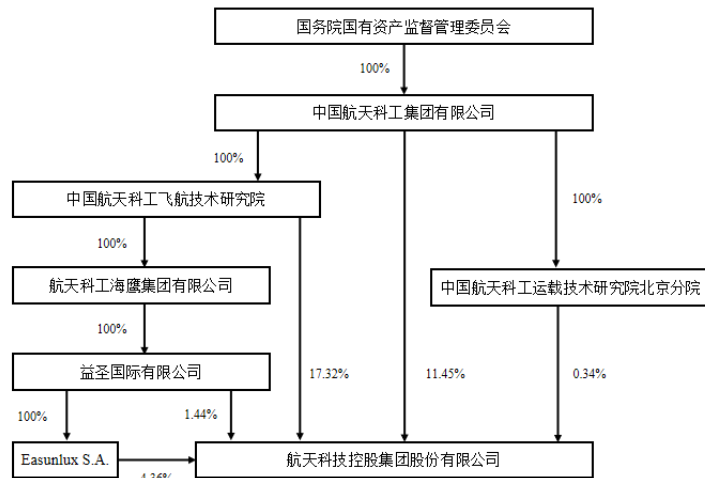 国务院国有资产监督管理委员会
100%
中国航天科工集团有限公司
100%
100%
中国航天科工飞航技术研究院
100%
航天科工海鹰集团有限公司
中国航天科工运载技术研究院北京分院
100%
益圣国际有限公司
17.32%
11.45%
0.34%
100%
1.44%
Easunlux S.A.
航天科技控股集团股份有限公司
4.36%